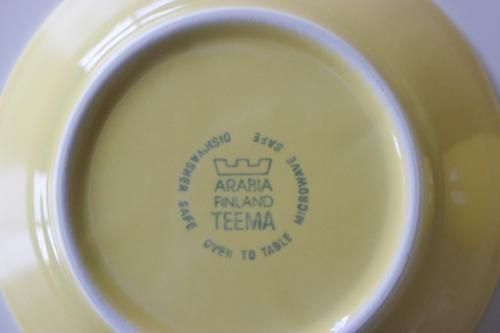 ARABIA
FINLAND
TEEMA
DISHWASHER SAFE
OVEN TO TABLE
MICROWAVE SAFE